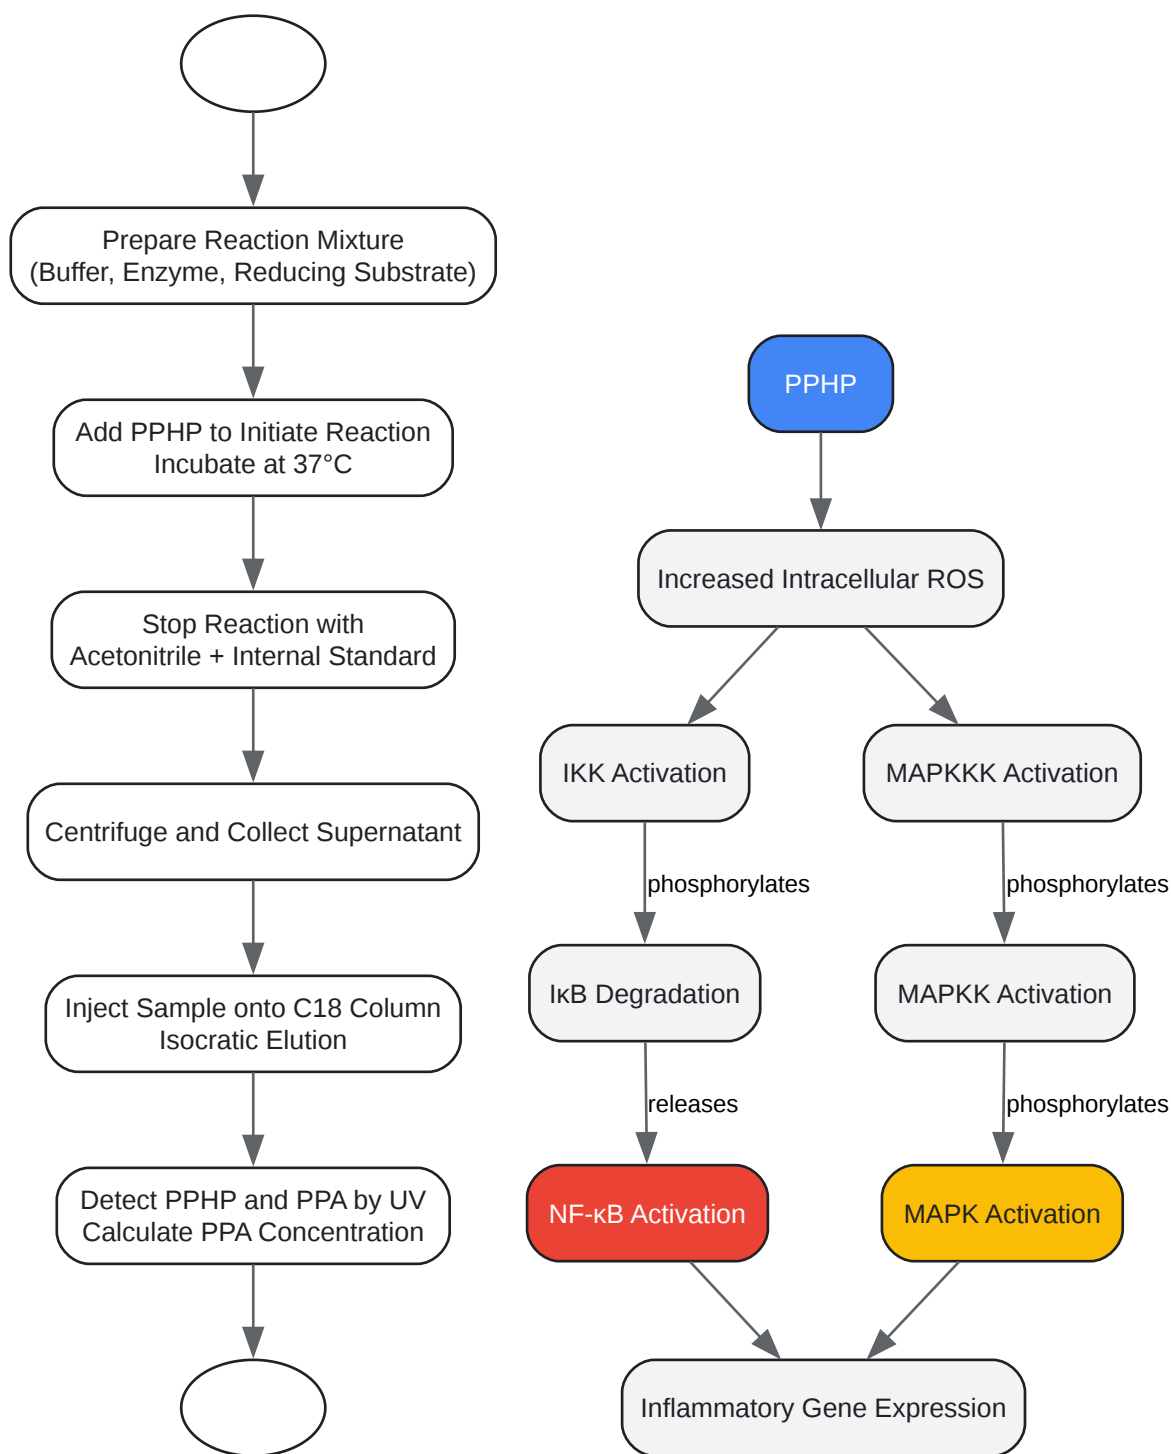 Prepare Reaction Mixture
(Buffer, Enzyme, Reducing Substrate)
Add PPHP to Initiate Reaction
Incubate at 37°C
Stop Reaction with
Acetonitrile + Internal Standard
Centrifuge and Collect Supernatant
Inject Sample onto C18 Column
Isocratic Elution
Detect PPHP and PPA by UV
Calculate PPA Concentration
PPHP
Increased Intracellular ROS
IKK Activation
MAPKKK Activation
phosphorylates
phosphorylates
IκB Degradation
MAPKK Activation
releases
phosphorylates
NF-κB Activation
MAPK Activation
Inflammatory Gene Expression